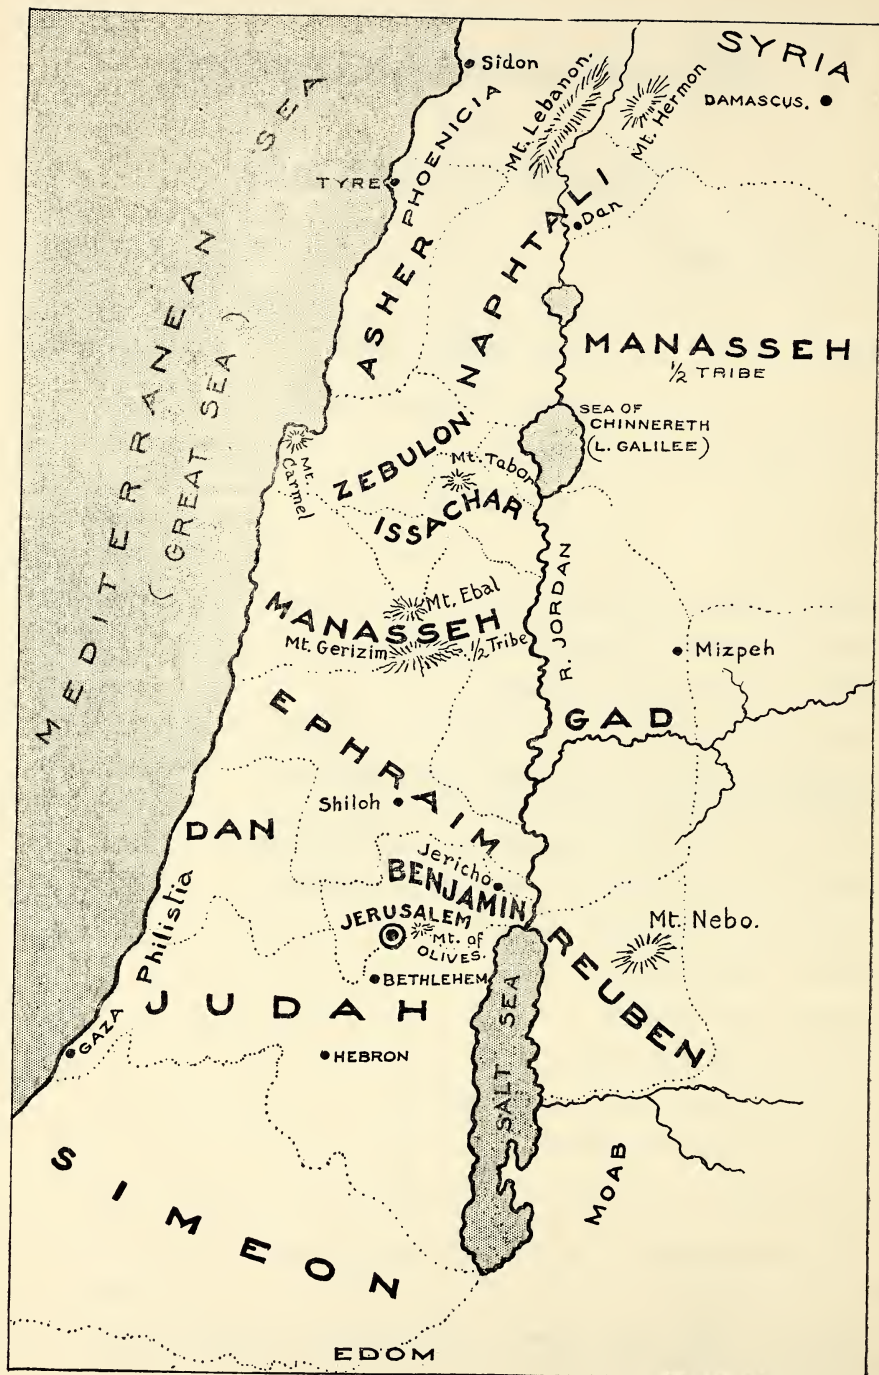 SYRIA
Sidon
DAMASCUS.
Mt. Lebanon.
Mt. Hermon
PHOENICIA
TYRE
MEDITERRANEAN SEA
(GREAT SEA)
ASHER
NAPHTALI
Dan
MANASSEH
½ TRIBE
SEA OF
CHINNERETH
(L. GALILEE)
Mt.
Carmel
ZEBULON
Mt. Tabor
ISSACHAR
R. JORDAN
Mt. Ebal
MANASSEH
Mt. Gerizim
½ Tribe
Mizpeh
GAD
EPHRAIM
Shiloh
DAN
Jericho
BENJAMIN
JERUSALEM
Mt. of
OLIVES.
BETHLEHEM
Philistia
Mt. Nebo.
REUBEN
JUDAH
GAZA
HEBRON
SALT SEA
MOAB
SIMEON
EDOM